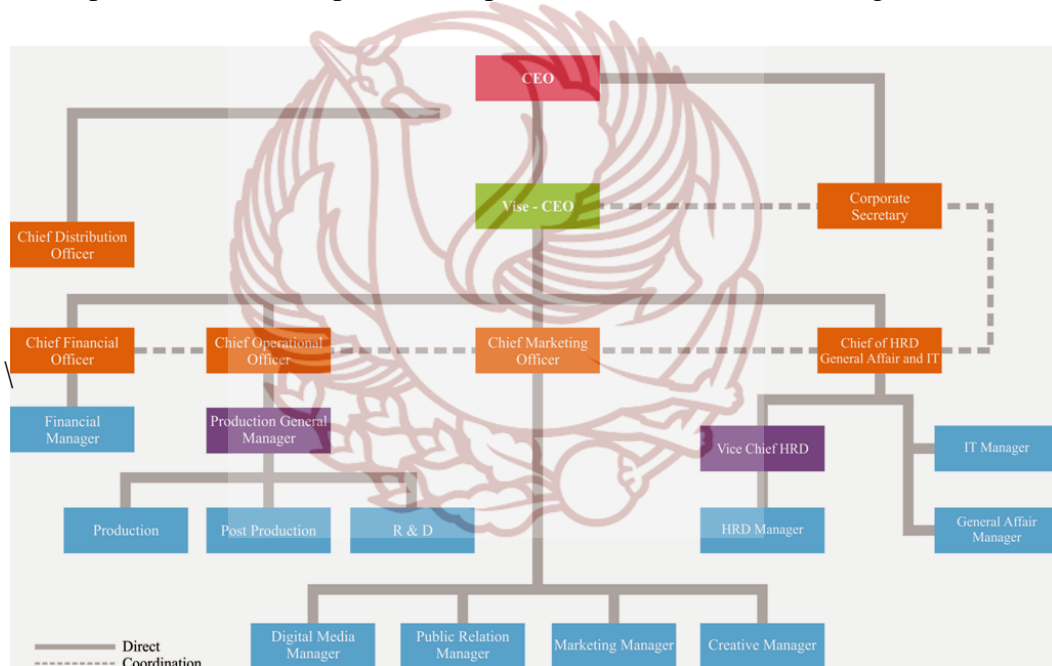 CEO
Vise - CEO
Corporate
Secretary
Chief Distribution
Officer
Chief Financial
Officer
Chief Operational
Officer
Chief Marketing
Officer
Chief of HRD
General Affair and IT
\
Financial
Manager
Production General
Manager
Vice Chief HRD
IT Manager
Production
Post Production
R & D
HRD Manager
General Affair
Manager
Digital Media
Manager
Public Relation
Manager
Marketing Manager
Creative Manager
Direct
Coordination